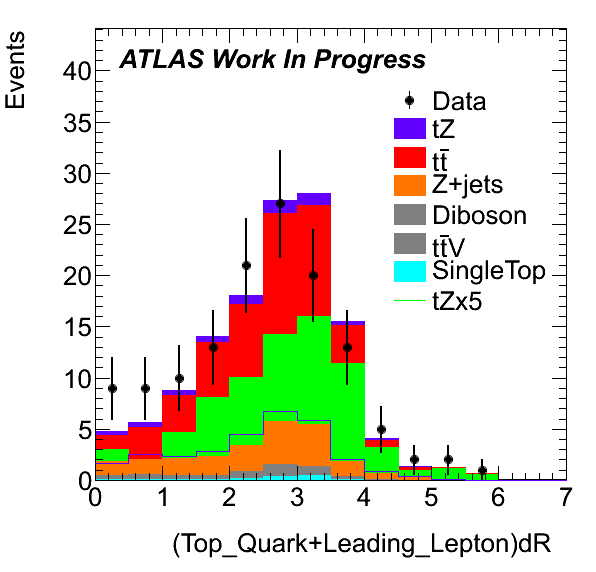 Events
ATLAS Work In Progress
40
35
30
25
20
15
10
5
0
Data
tZ
tt̄
Z+jets
Diboson
tt̄V
SingleTop
tZx5
0 1 2 3 4 5 6 7
(Top_Quark+Leading_Lepton)dR